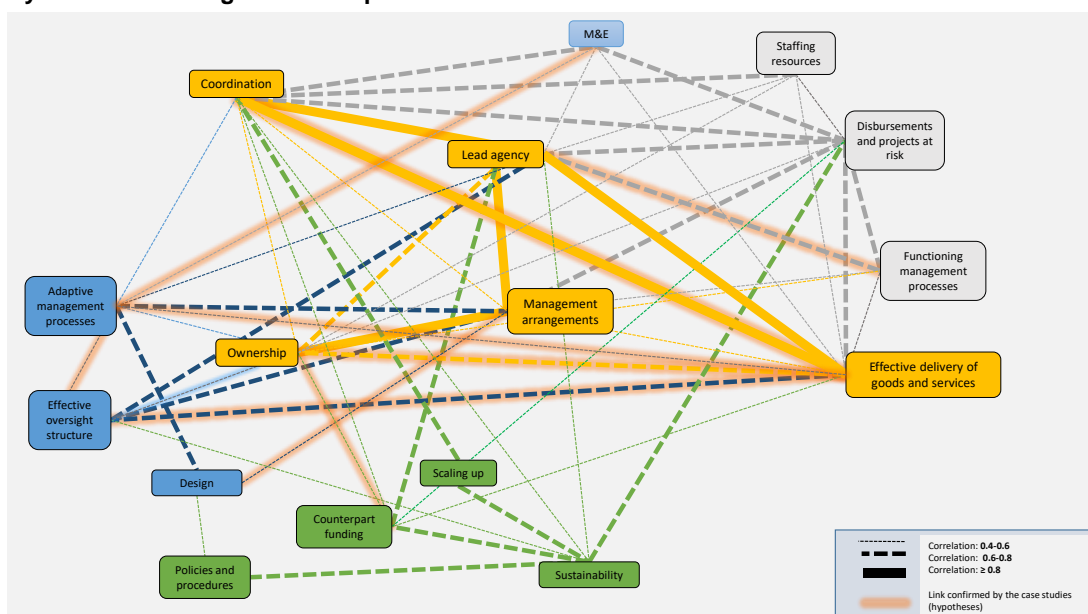 M&E
Staffing
resources
Coordination
Disbursements
and projects at
risk
Lead agency
Functioning
management
processes
Adaptive
management
processes
Management
arrangements
Ownership
Effective delivery of
goods and services
Effective
oversight
structure
Scaling up
Design
Counterpart
funding
Policies and
procedures
Sustainability
Correlation: 0.4-0.6
Correlation: 0.6-0.8
Correlation: ≥ 0.8
Link confirmed by the case studies
(hypotheses)